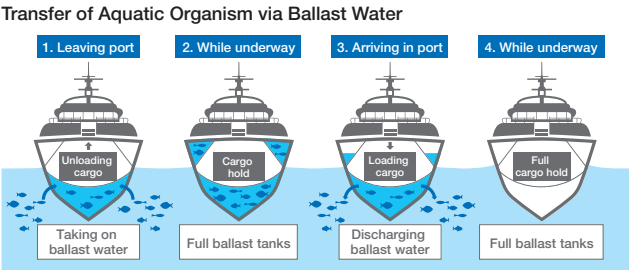 Transfer of Aquatic Organism via Ballast Water
1. Leaving port
2. While underway
3. Arriving in port
4. While underway
Unloading
cargo
Cargo
hold
Loading
cargo
Full
cargo hold
Taking on
ballast water
Full ballast tanks
Discharging
ballast water
Full ballast tanks